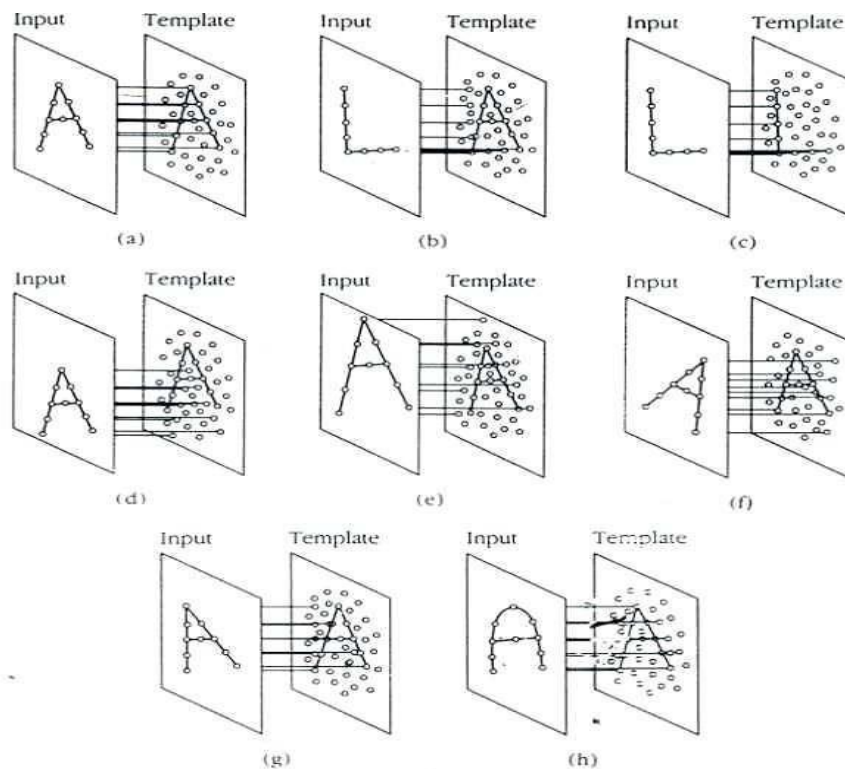 Input Template Input Template Input Template
(a) (b) (c)
Input Template Input Template Input Template
(d) (e) (f)
Input Template Input Template
(g) (h)